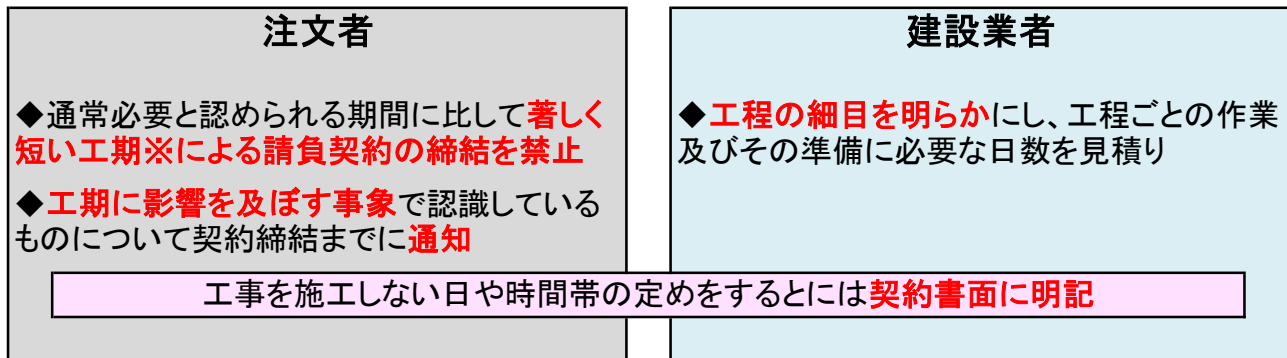 注文者
◆通常必要と認められる期間に比して著しく
短い工期※による請負契約の締結を禁止
◆工期に影響を及ぼす事象で認識している
ものについて契約締結までに通知
建設業者
◆工程の細目を明らかにし、工程ごとの作業
及びその準備に必要な日数を見積り
工事を施工しない日や時間帯の定めをするとには契約書面に明記